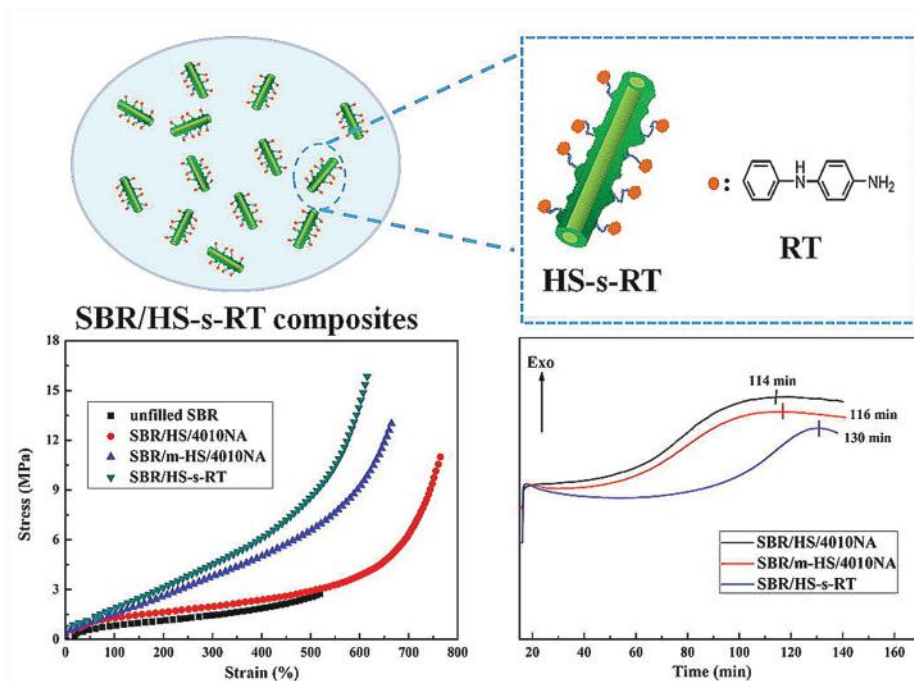 H
N
NH2
:
RT
HS-s-RT
SBR/HS-s-RT composites
18
15
12
9
6
3
0
Stress (MPa)
unfilled SBR
SBR/HS/4010NA
SBR/m-HS/4010NA
SBR/HS-s-RT
0 100 200 300 400 500 600 700 800
Strain (%)
Exo
114 min
116 min
130 min
SBR/HS/4010NA
SBR/m-HS/4010NA
SBR/HS-s-RT
20 40 60 80 100 120 140 160
Time (min)